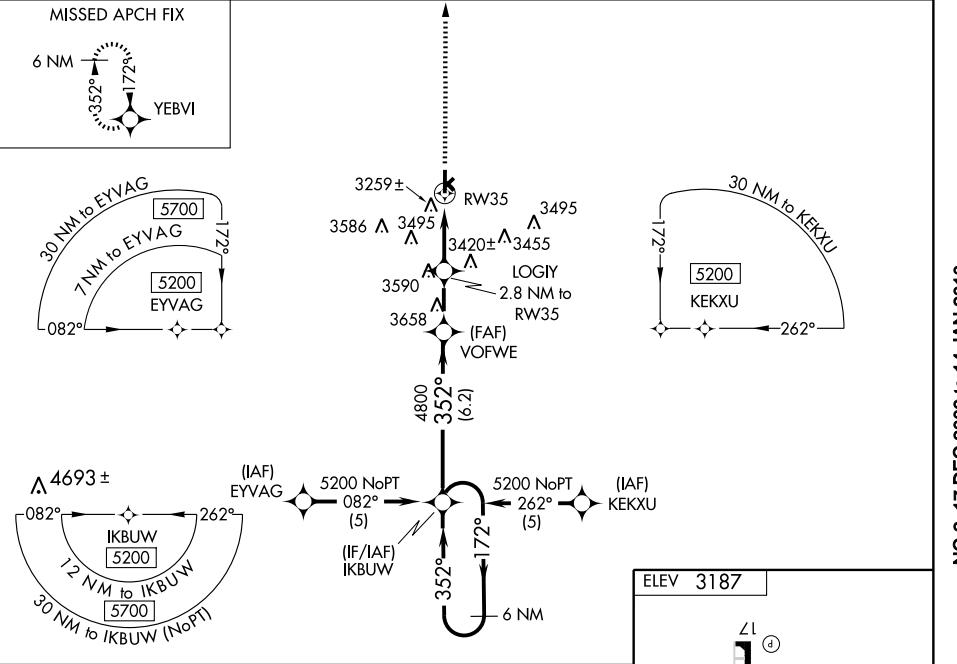 MISSED APCH FIX
6 NM
352°
172°
YEBVI
30 NM to EYVAG
5700
7 NM to EYVAG
172°
5200
EYVAG
082°
3259±
RW35
3586
3495
3495
3420±
3455
3590
LOGIY
2.8 NM to
RW35
3658
(FAF)
VOFWE
30 NM to KEKXU
172°
5200
KEKXU
262°
4800
352°
(6.2)
4693±
082°
262°
IKBUW
5200
12 NM to IKBUW
5700
30 NM to IKBUW (NoPT)
(IAF)
EYVAG
5200 NoPT
082°
(5)
5200 NoPT
262°
(5)
(IAF)
KEKXU
(IF/IAF)
IKBUW
352°
172°
6 NM
ELEV 3187
17
P